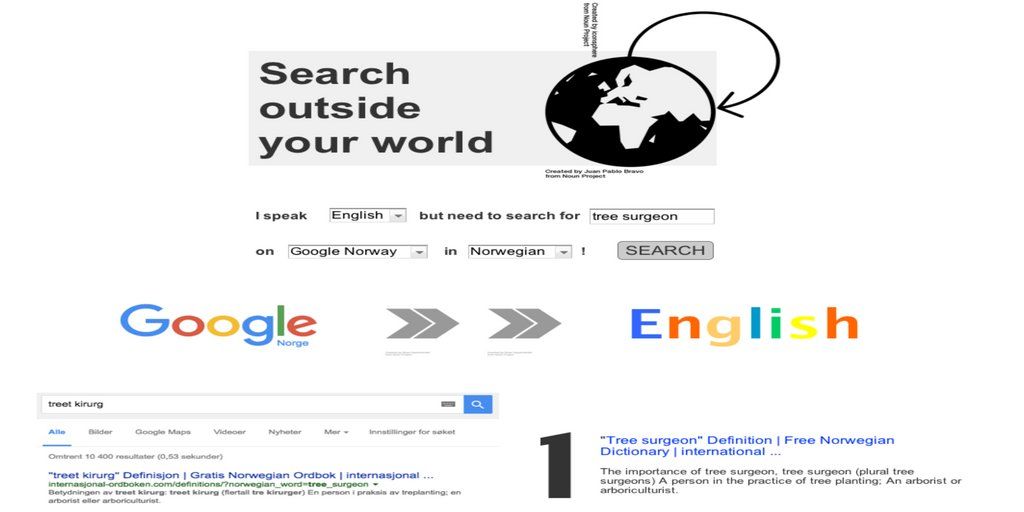 Created by iconsphere
from Noun Project
Search
outside
your world
Created by Juan Pablo Bravo
from Noun Project
I speak English but need to search for tree surgeon
on Google Norway in Norwegian ! SEARCH
Google
Norge
English
treet kirurg
Alle Bilder Google Maps Videoer Nyheter Mer Innstillinger for søket
Omtrent 10 400 resultater (0,53 sekunder)
"treet kirurg" Definisjon | Gratis Norwegian Ordbok | internasjonal ...
internasjonal-ordboken.com/definitions/?norwegian_word=tree_surgeon
Betydningen av treet kirurg: treet kirurg (flertall tre kirurger) En person i praksis av treplanting; en
arborist eller arboriculturist.
1
"Tree surgeon" Definition | Free Norwegian
Dictionary | international ...
The importance of tree surgeon, tree surgeon (plural tree
surgeons) A person in the practice of tree planting; An arborist or
arboriculturist.